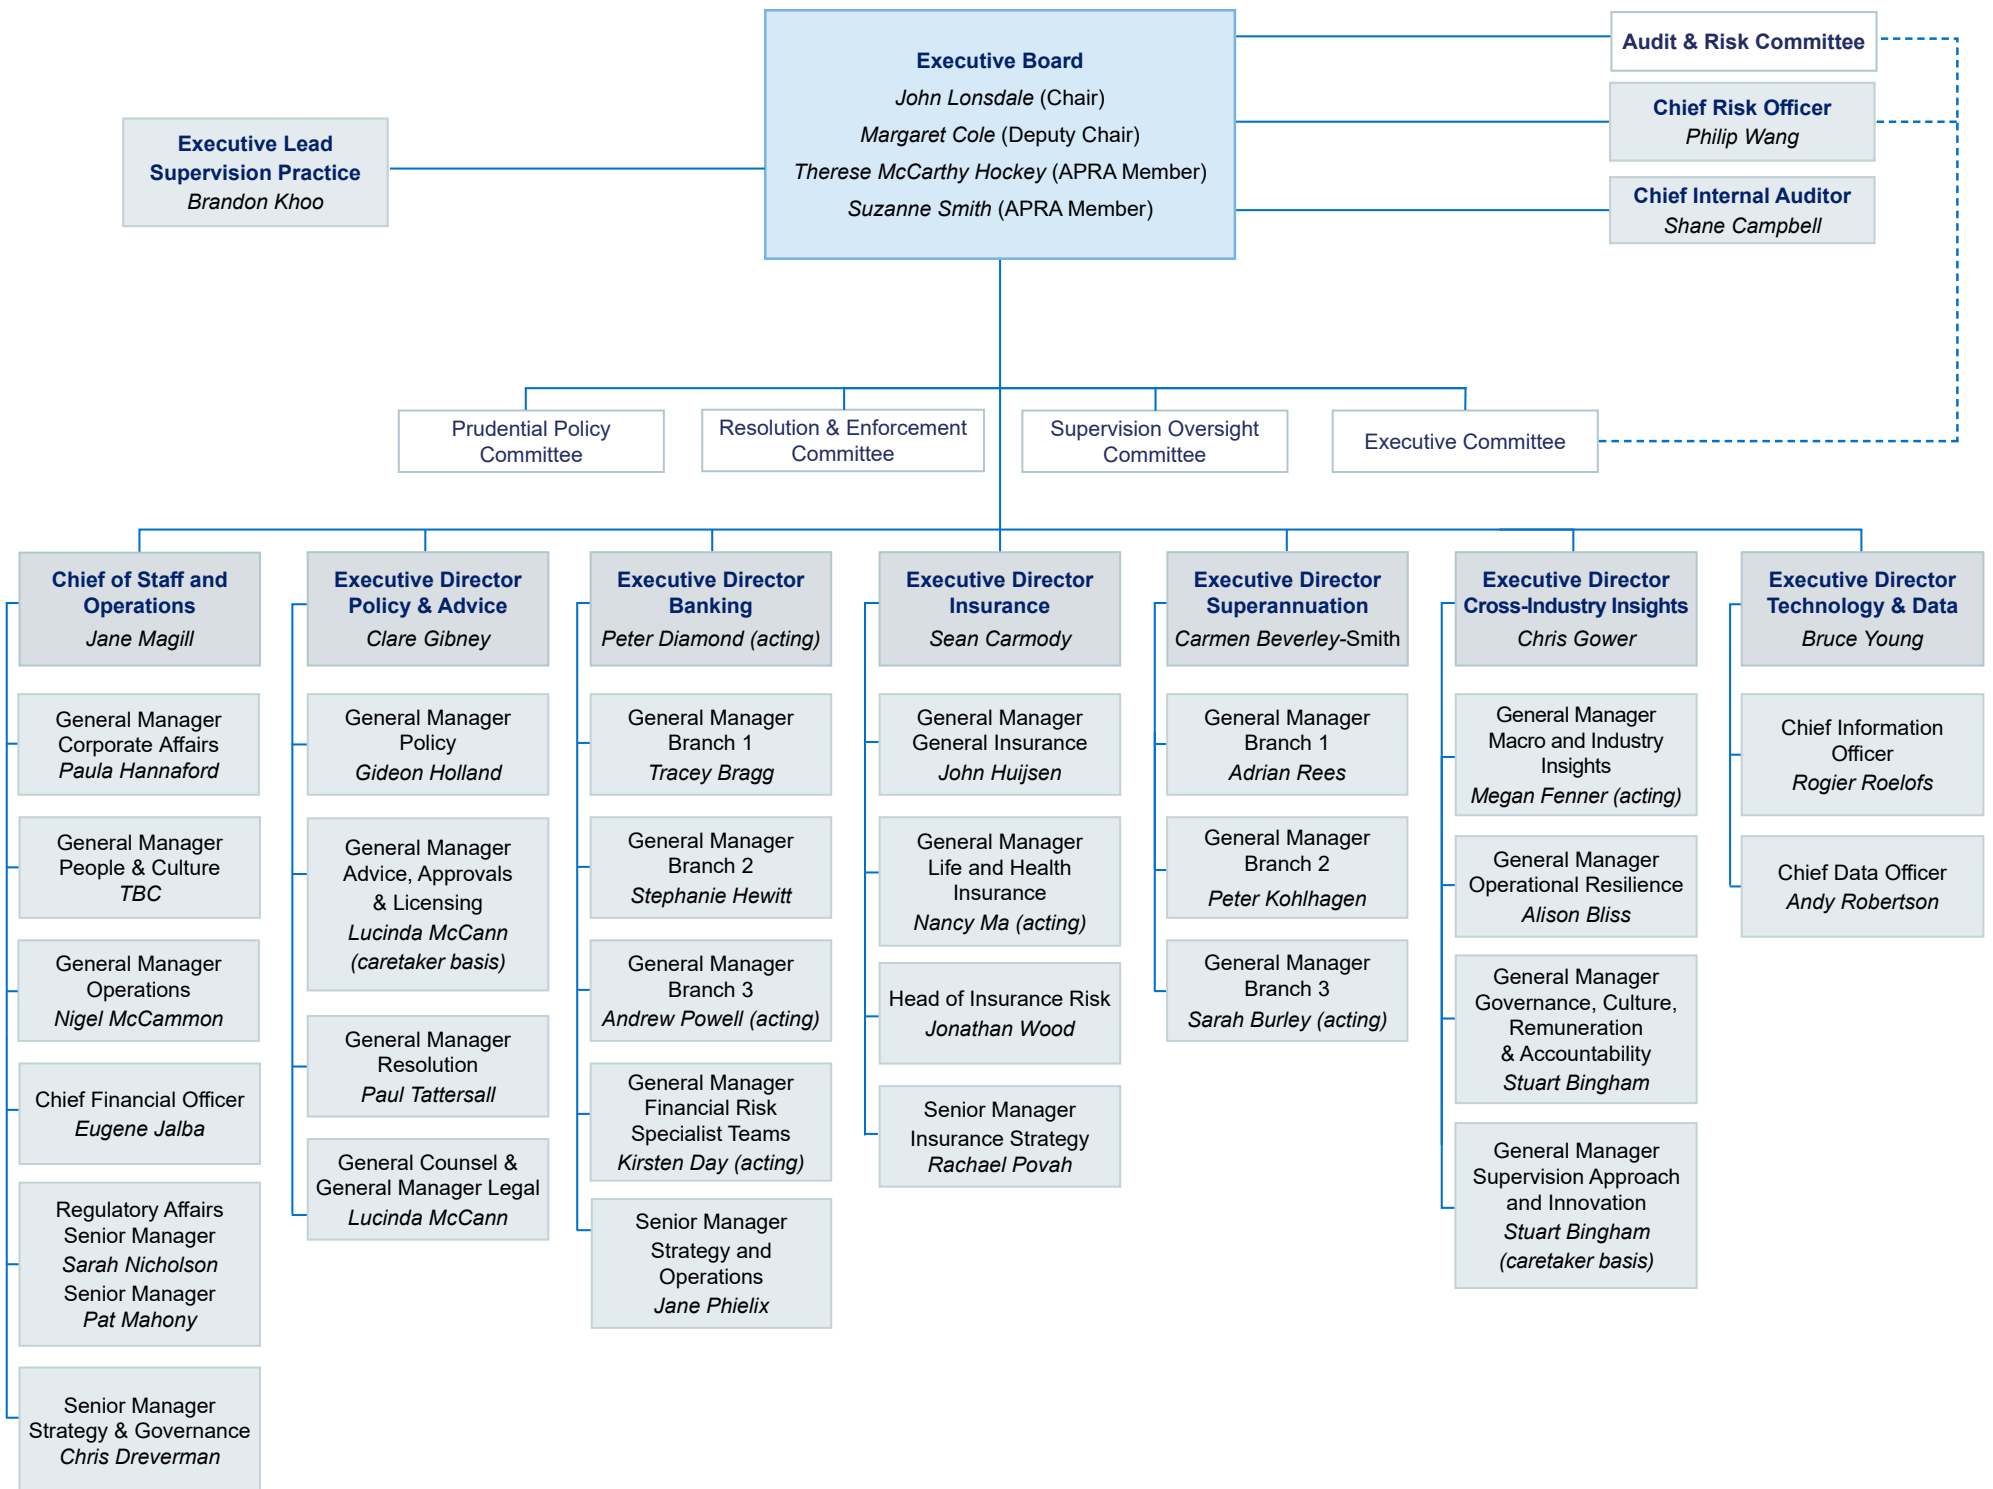 Executive Board
John Lonsdale (Chair)
Margaret Cole (Deputy Chair)
Therese McCarthy Hockey (APRA Member)
Suzanne Smith (APRA Member)
Audit & Risk Committee
Chief Risk Officer
Philip Wang
Chief Internal Auditor
Shane Campbell
Executive Lead
Supervision Practice
Brandon Khoo
Prudential Policy
Committee
Resolution & Enforcement
Committee
Supervision Oversight
Committee
Executive Committee
Chief of Staff and
Operations
Jane Magill
General Manager
Corporate Affairs
Paula Hannaford
General Manager
People & Culture
TBC
General Manager
Operations
Nigel McCammon
Chief Financial Officer
Eugene Jalba
Regulatory Affairs
Senior Manager
Sarah Nicholson
Senior Manager
Pat Mahony
Senior Manager
Strategy & Governance
Chris Dreverman
Executive Director
Policy & Advice
Clare Gibney
General Manager
Policy
Gideon Holland
General Manager
Advice, Approvals
& Licensing
Lucinda McCann
(caretaker basis)
General Manager
Resolution
Paul Tattersall
General Counsel &
General Manager Legal
Lucinda McCann
Executive Director
Banking
Peter Diamond (acting)
General Manager
Branch 1
Tracey Bragg
General Manager
Branch 2
Stephanie Hewitt
General Manager
Branch 3
Andrew Powell (acting)
General Manager
Financial Risk
Specialist Teams
Kirsten Day (acting)
Senior Manager
Strategy and
Operations
Jane Phielix
Executive Director
Insurance
Sean Carmody
General Manager
General Insurance
John Huijsen
General Manager
Life and Health
Insurance
Nancy Ma (acting)
Head of Insurance Risk
Jonathan Wood
Senior Manager
Insurance Strategy
Rachael Povah
Executive Director
Superannuation
Carmen Beverley-Smith
General Manager
Branch 1
Adrian Rees
General Manager
Branch 2
Peter Kohlhagen
General Manager
Branch 3
Sarah Burley (acting)
Executive Director
Cross-Industry Insights
Chris Gower
General Manager
Macro and Industry
Insights
Megan Fenner (acting)
General Manager
Operational Resilience
Alison Bliss
General Manager
Governance, Culture,
Remuneration
& Accountability
Stuart Bingham
General Manager
Supervision Approach
and Innovation
Stuart Bingham
(caretaker basis)
Executive Director
Technology & Data
Bruce Young
Chief Information
Officer
Rogier Roelofs
Chief Data Officer
Andy Robertson